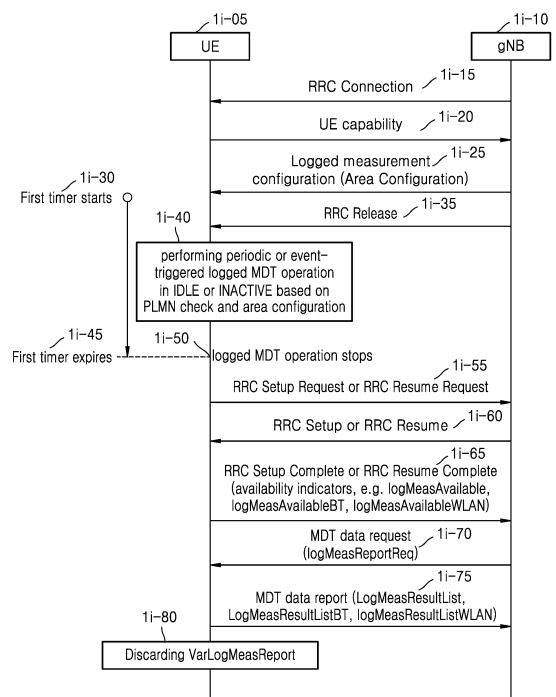 1i-05
1i-10
UE
gNB
1i-15
RRC Connection
1i-20
UE capability
1i-25
Logged measurement
configuration (Area Configuration)
1i-30
First timer starts
1i-35
RRC Release
1i-40
performing periodic or event-
triggered logged MDT operation
in IDLE or INACTIVE based on
PLMN check and area configuration
1i-45
First timer expires
1i-50
logged MDT operation stops
1i-55
RRC Setup Request or RRC Resume Request
1i-60
RRC Setup or RRC Resume
1i-65
RRC Setup Complete or RRC Resume Complete
(availability indicators, e.g. logMeasAvailable,
logMeasAvailableBT, logMeasAvailableWLAN)
1i-70
MDT data request
(logMeasReportReq)
1i-75
MDT data report (LogMeasResultList,
LogMeasResultListBT, logMeasResultListWLAN)
1i-80
Discarding VarLogMeasReport